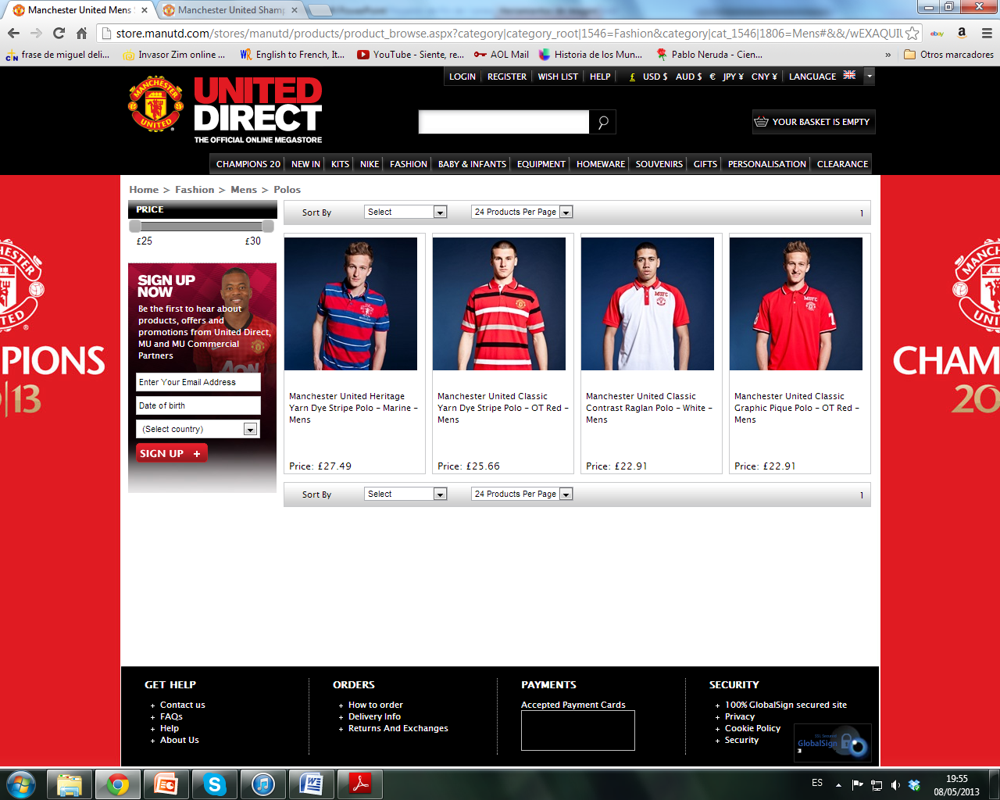 Manchester United Mens
Manchester United Sham
store.manutd.com/stores/manutd/products/product_browse.aspx?category|category_root|1546=Fashion&category|cat_1546|1806=Mens#&&/wEXAQUI
frase de miguel deli...
Invasor Zim online ...
English to French, It...
YouTube - Siente, re...
AOL Mail
Historia de los Mun...
Pablo Neruda - Cien...
»
Otros marcadores
LOGIN
REGISTER
WISH LIST
HELP
£
USD $
AUD $
€
JPY ¥
CNY ¥
LANGUAGE
MANCHESTER
UNITED
UNITED
DIRECT
THE OFFICIAL ONLINE MEGASTORE
YOUR BASKET IS EMPTY
CHAMPIONS 20
NEW IN
KITS
NIKE
FASHION
BABY & INFANTS
EQUIPMENT
HOMEWARE
SOUVENIRS
GIFTS
PERSONALISATION
CLEARANCE
Home > Fashion > Mens > Polos
PRICE
£25
£30
SIGN UP
NOW
Be the first to hear about
products, offers and
promotions from United Direct,
MU and MU Commercial
Partners
AON
Enter Your Email Address
Date of birth
(Select country)
SIGN UP +
Sort By
Select
24 Products Per Page
1
MUFC
MUFC
Manchester United Heritage
Yarn Dye Stripe Polo - Marine -
Mens
Price: £27.49
Manchester United Classic
Yarn Dye Stripe Polo - OT Red -
Mens
Price: £25.66
Manchester United Classic
Contrast Raglan Polo - White -
Mens
Price: £22.91
Manchester United Classic
Graphic Pique Polo - OT Red -
Mens
Price: £22.91
Sort By
Select
24 Products Per Page
1
PIONS
0|13
CHAM
20
GET HELP
Contact us
FAQs
Help
About Us
ORDERS
How to order
Delivery Info
Returns And Exchanges
PAYMENTS
Accepted Payment Cards
SECURITY
100% GlobalSign secured site
Privacy
Cookie Policy
Security
SSL Secured
GlobalSign
ES
19:55
08/05/2013